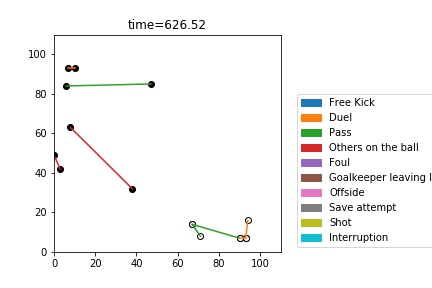 time=626.52
100
80
60
40
20
0
0 20 40 60 80 100
Free Kick
Duel
Pass
Others on the ball
Foul
Goalkeeper leaving l
Offside
Save attempt
Shot
Interruption